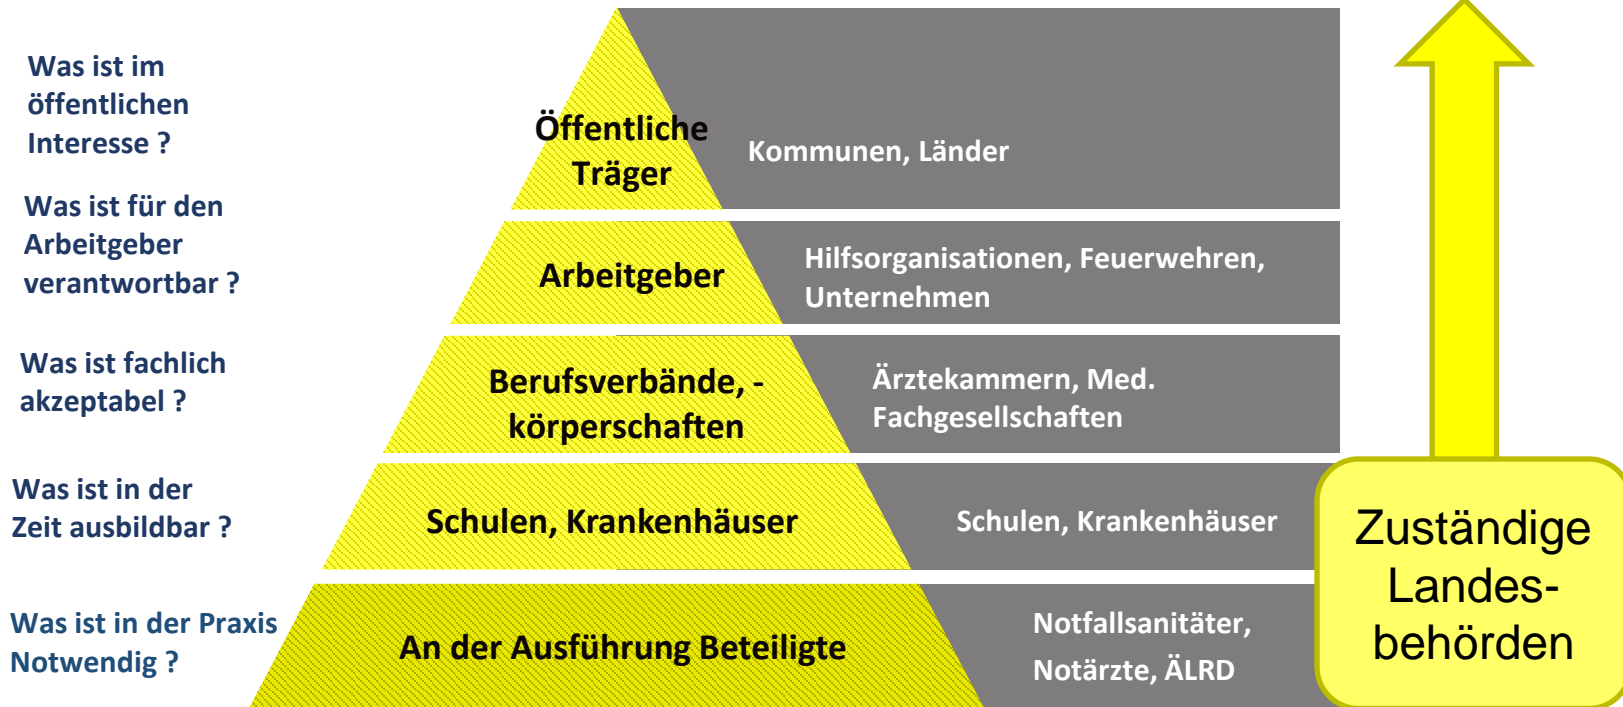 Was ist im
öffentlichen
Interesse ?
Öffentliche
Träger
Kommunen, Länder
Was ist für den
Arbeitgeber
verantwortbar ?
Arbeitgeber
Hilfsorganisationen, Feuerwehren,
Unternehmen
Was ist fachlich
akzeptabel ?
Berufsverbände, -
körperschaften
Ärztekammern, Med.
Fachgesellschaften
Was ist in der
Zeit ausbildbar ?
Schulen, Krankenhäuser
Schulen, Krankenhäuser
Was ist in der Praxis
Notwendig ?
An der Ausführung Beteiligte
Notfallsanitäter,
Notärzte, ÄLRD
Zuständige
Landes-
behörden